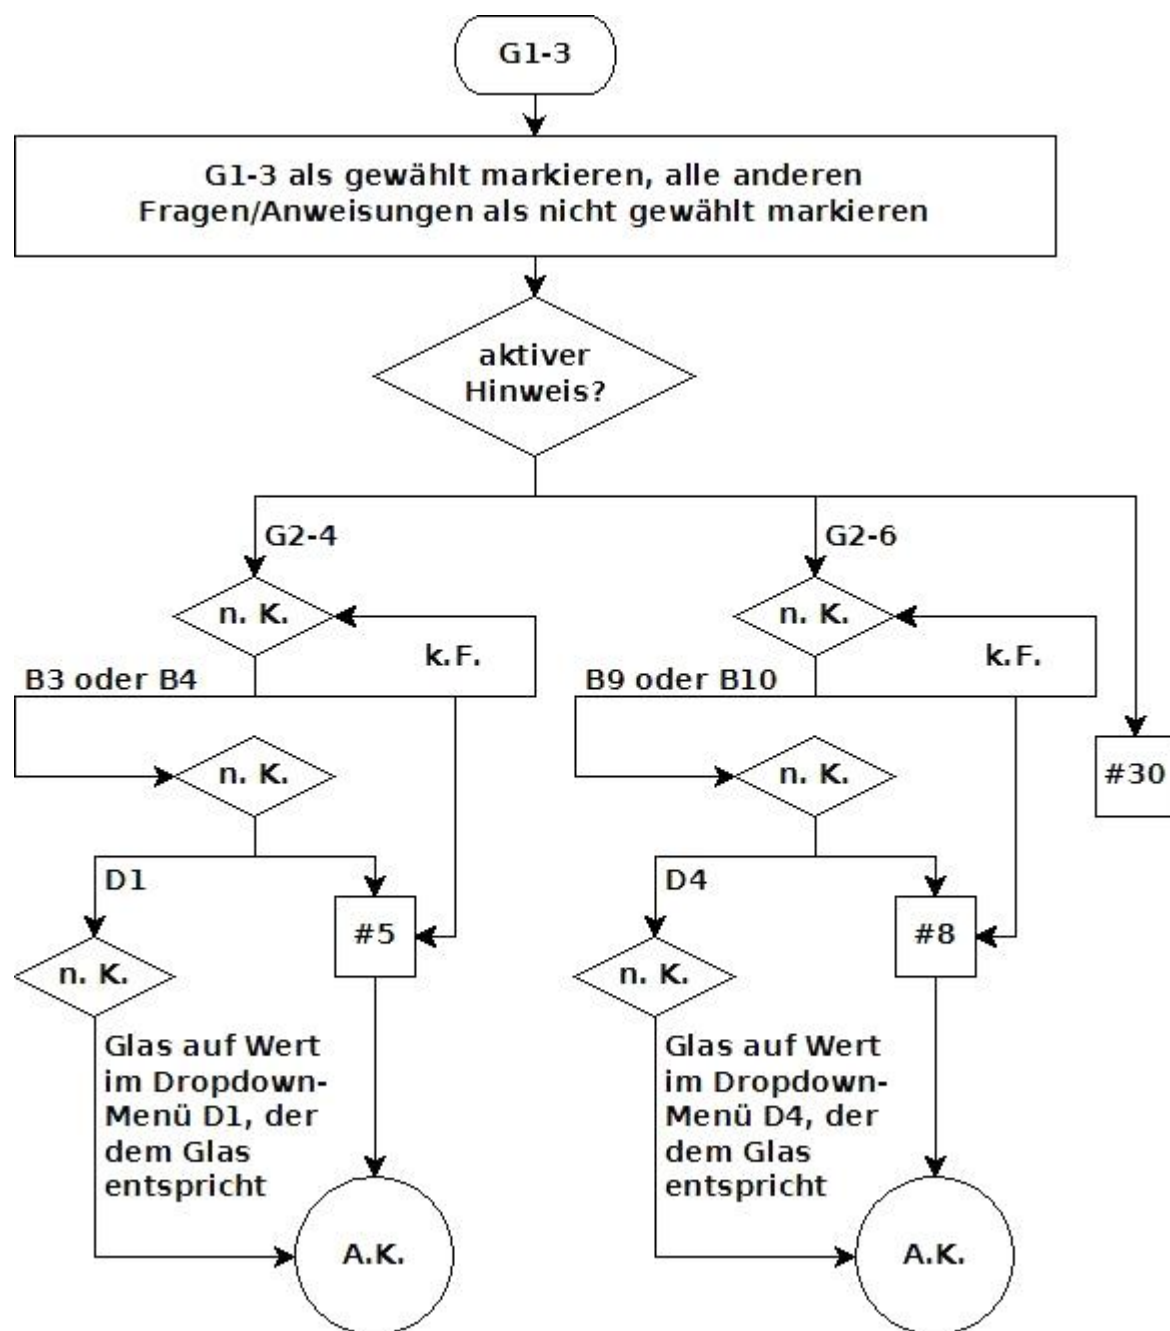 G1-3
G1-3 als gewählt markieren, alle anderen
Fragen/Anweisungen als nicht gewählt markieren
aktiver
Hinweis?
G2-4
G2-6
n. K.
n. K.
k.F.
k.F.
B3 oder B4
B9 oder B10
n. K.
n. K.
#30
D1
D4
#5
#8
n. K.
n. K.
Glas auf Wert
im Dropdown-
Menü D1, der
dem Glas
entspricht
Glas auf Wert
im Dropdown-
Menü D4, der
dem Glas
entspricht
A.K.
A.K.